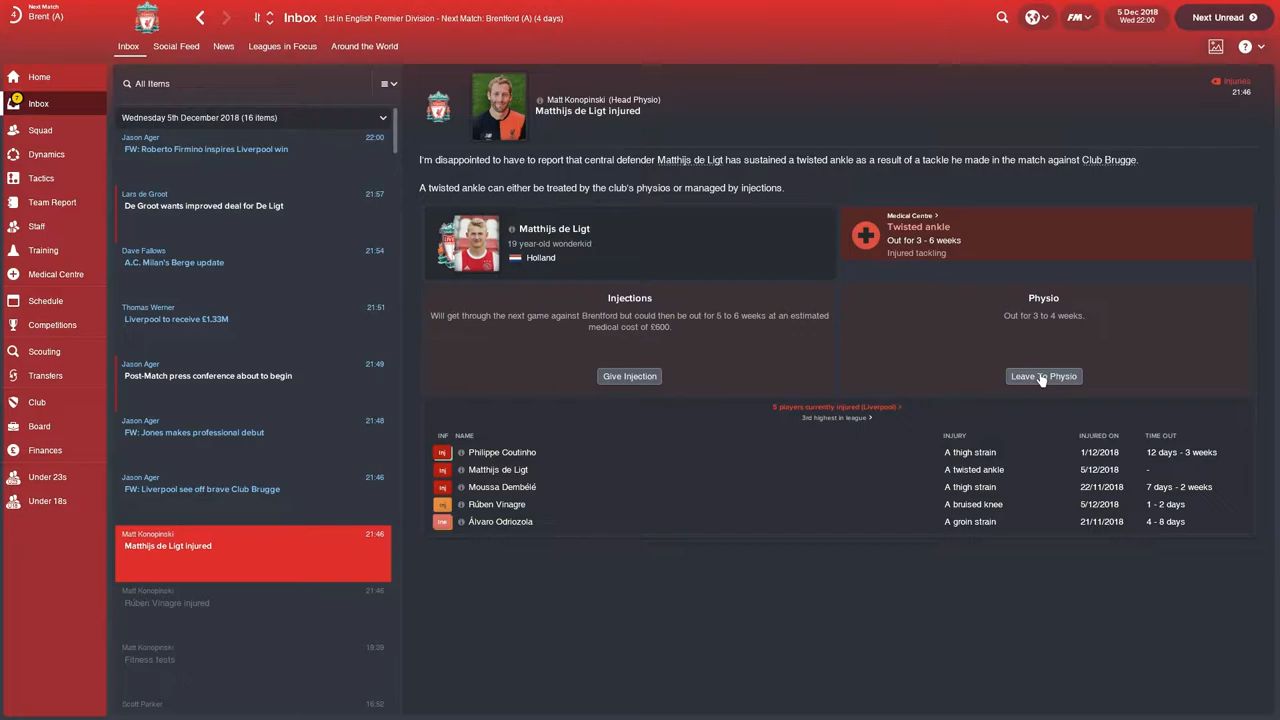 4
Next Match
Brent (A)
Inbox
1st in English Premier Division - Next Match: Brentford (A) (4 days)
FM
5 Dec 2018
Wed 22:00
Next Unread
Inbox
Social Feed
News
Leagues in Focus
Around the World
?
Home
7
Inbox
Squad
Dynamics
Tactics
Team Report
Staff
Training
Medical Centre
Schedule
Competitions
Scouting
Transfers
Club
Board
Finances
Under 23s
Under 18s
All Items
Wednesday 5th December 2018 (16 items)
Jason Ager 22:00
FW: Roberto Firmino inspires Liverpool win
Lars de Groot 21:57
De Groot wants improved deal for De Ligt
Dave Fallows 21:54
A.C. Milan's Berge update
Thomas Werner 21:51
Liverpool to receive £1.33M
Jason Ager 21:49
Post-Match press conference about to begin
Jason Ager 21:48
FW: Jones makes professional debut
Jason Ager 21:46
FW: Liverpool see off brave Club Brugge
Matt Konopinski 21:46
Matthijs de Ligt injured
Matt Konopinski 21:46
Rúben Vinagre injured
Matt Konopinski 19:39
Fitness tests
Scott Parker 16:52
Matt Konopinski (Head Physio)
Matthijs de Ligt injured
Injuries
21:46
I'm disappointed to have to report that central defender Matthijs de Ligt has sustained a twisted ankle as a result of a tackle he made in the match against Club Brugge.
A twisted ankle can either be treated by the club's physios or managed by injections.
Matthijs de Ligt
19 year-old wonderkid
Holland
Medical Centre >
Twisted ankle
Out for 3 - 6 weeks
Injured tackling
Injections
Will get through the next game against Brentford but could then be out for 5 to 6 weeks at an estimated
medical cost of £600.
Give Injection
Physio
Out for 3 to 4 weeks.
Leave To Physio
5 players currently injured (Liverpool) >
3rd highest in league >
INF NAME INJURY INJURED ON TIME OUT
Inj Philippe Coutinho A thigh strain 1/12/2018 12 days - 3 weeks
Inj Matthijs de Ligt A twisted ankle 5/12/2018 -
Inj Moussa Dembélé A thigh strain 22/11/2018 7 days - 2 weeks
Inj Rúben Vinagre A bruised knee 5/12/2018 1 - 2 days
Ine Álvaro Odriozola A groin strain 21/11/2018 4 - 8 days